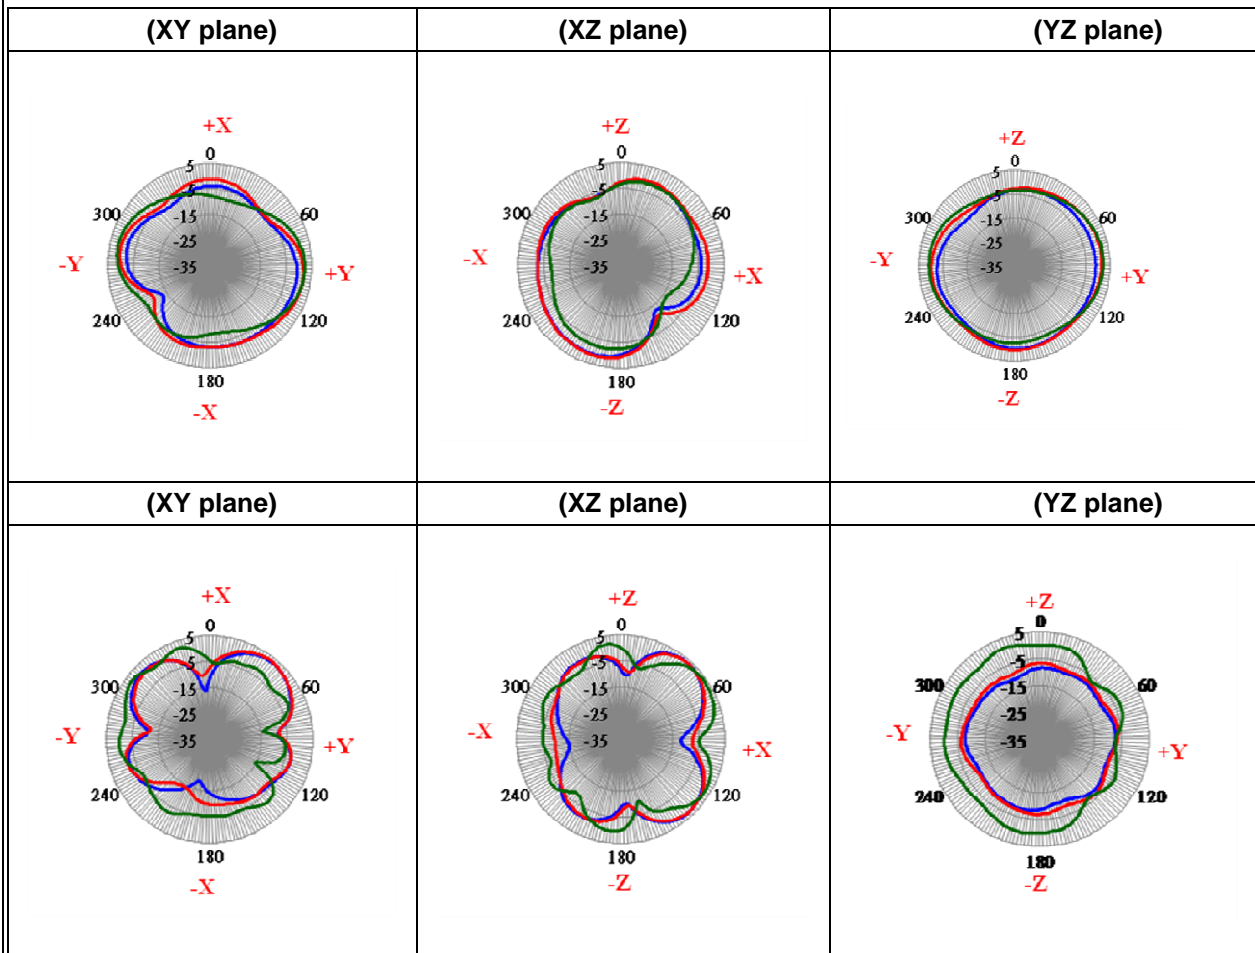 (XY plane) (XZ plane) (YZ plane)
+X +Z +Z
0 0 0
5 5 5
-5 -5 -5
300 60 300 60 300 60
-15 -15 -15
-25 -25 -25
-Y -35 +Y -X -35 +X -Y -35 +Y
240 120 240 120 240 120
180 180 180
-X -Z -Z
(XY plane) (XZ plane) (YZ plane)
+X +Z +Z
0 0 0
5 5 5
-5 -5 -5
300 60 300 60 300 60
-15 -15 -15
-25 -25 -25
-Y -35 +Y -X -35 +X -Y -35 +Y
240 120 240 120 240 120
180 180 180
-X -Z -Z